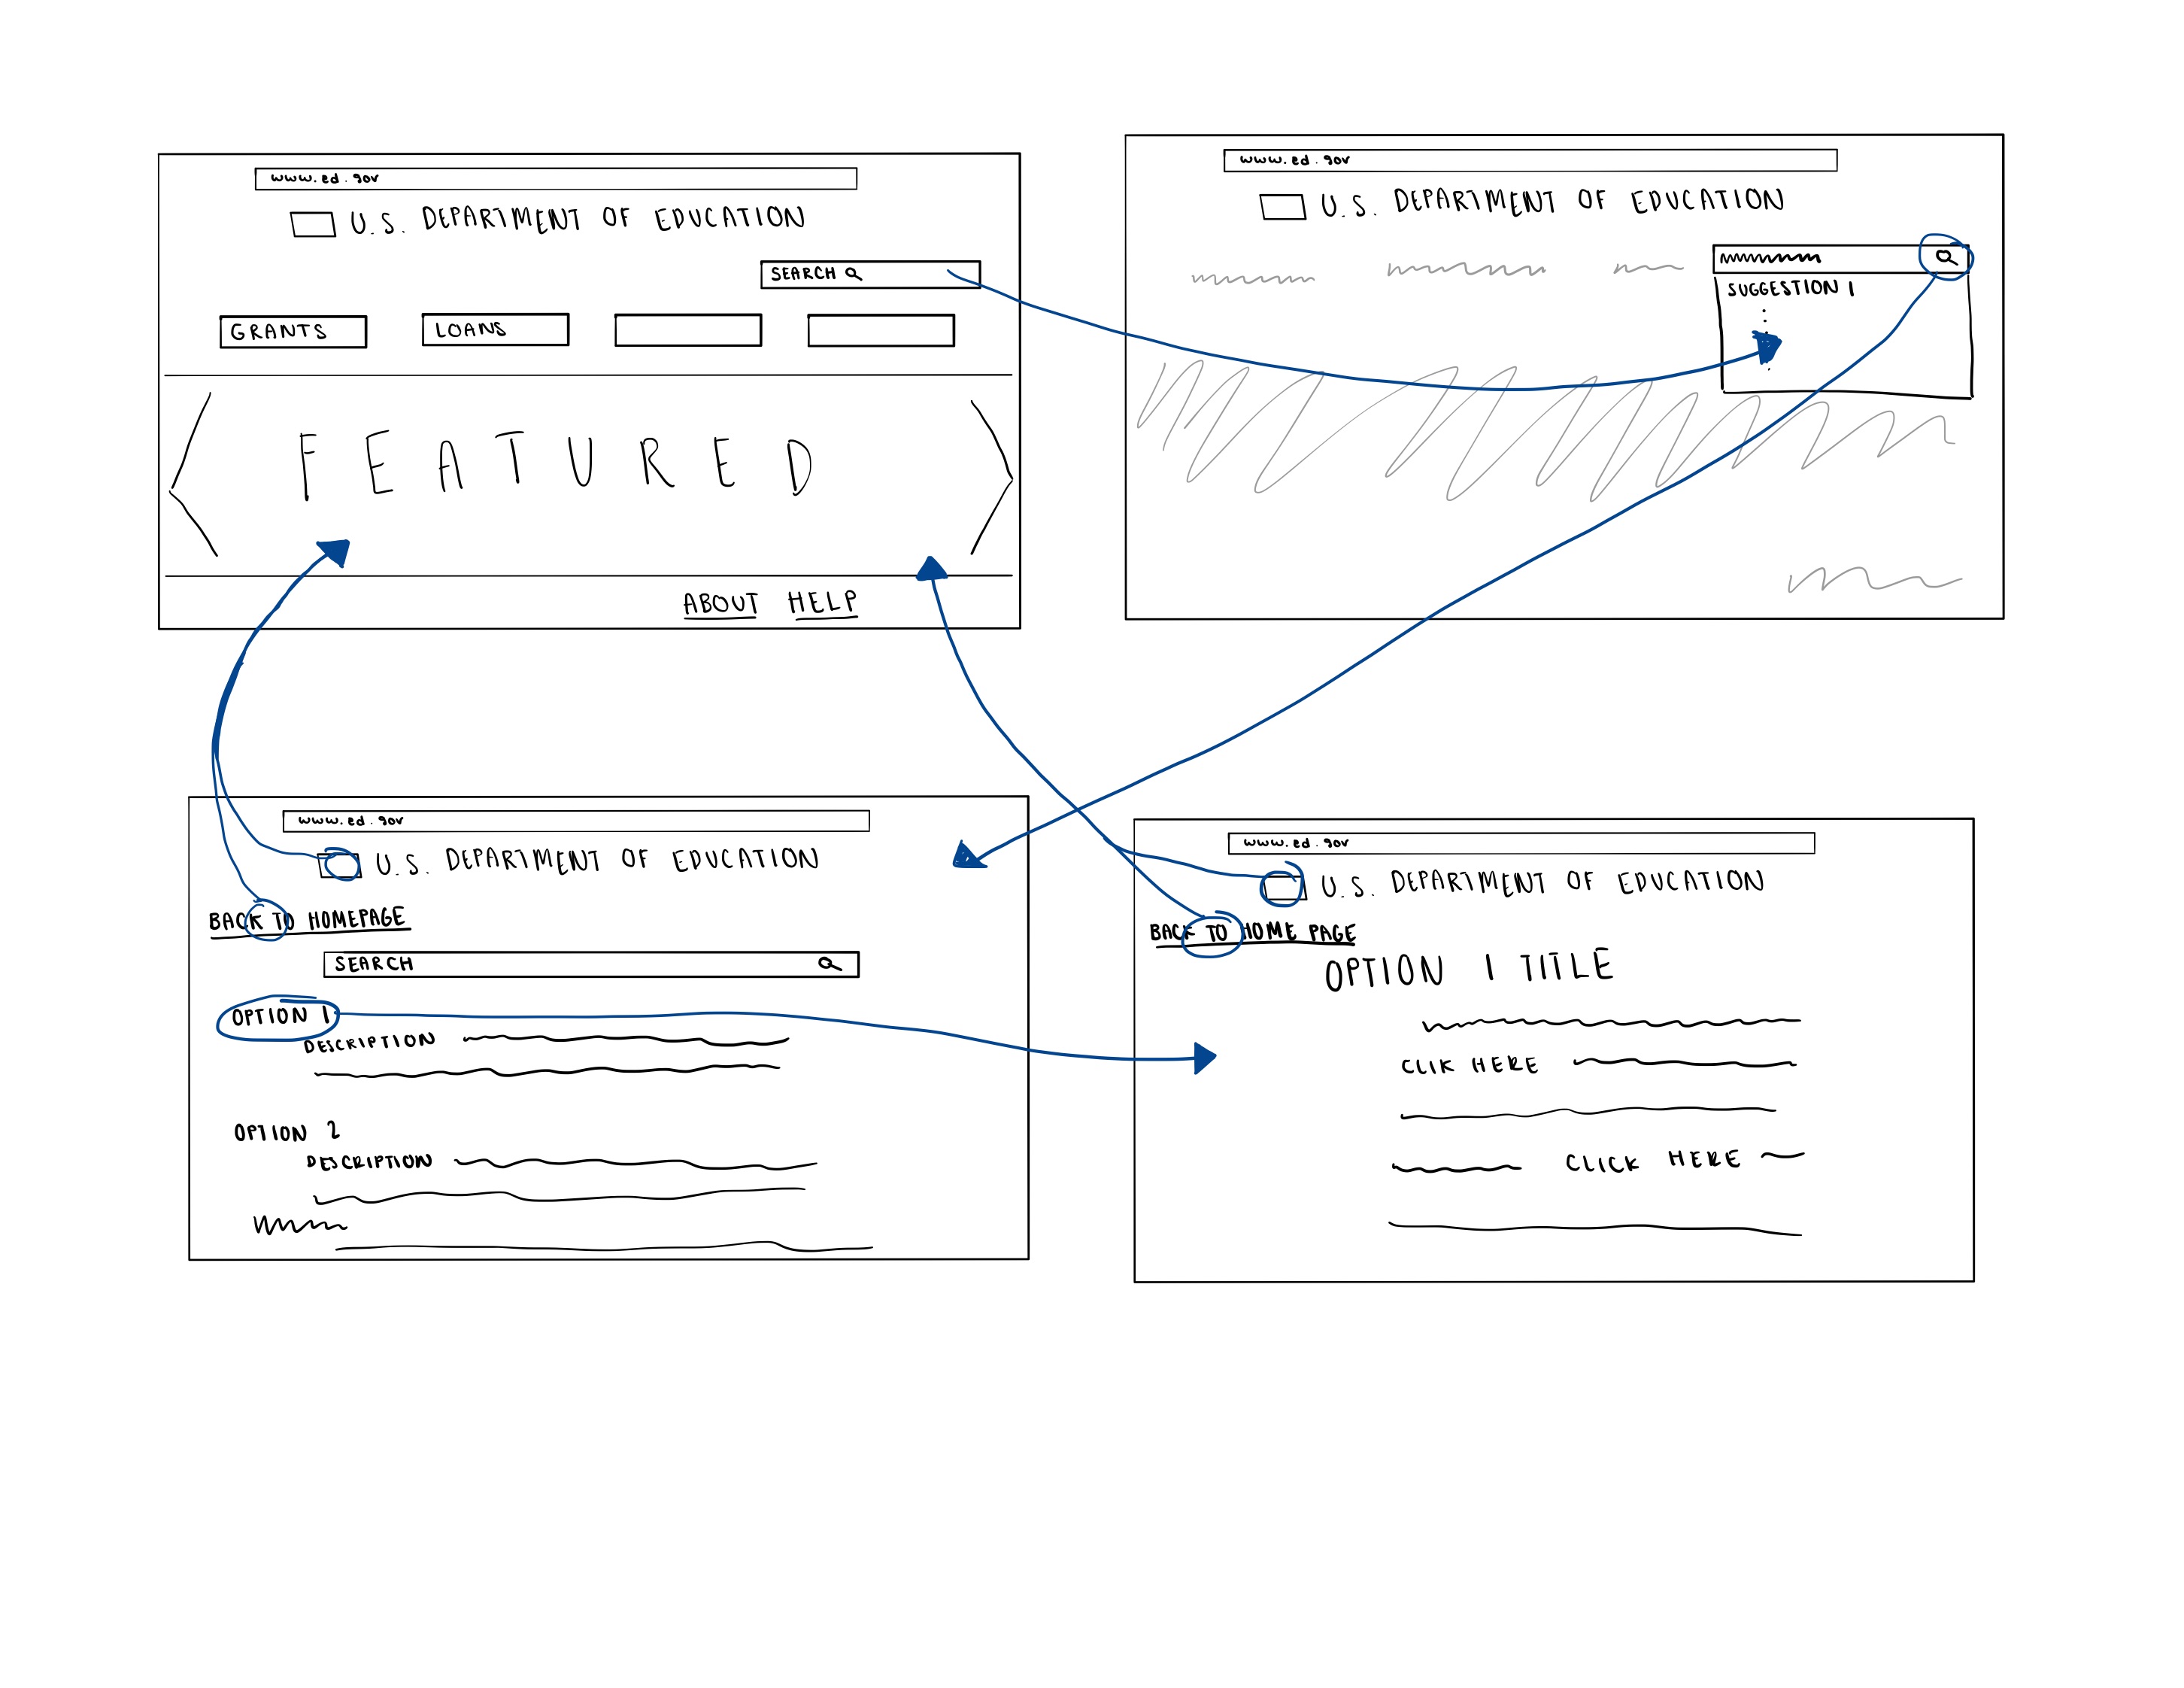 www.ed.gov
U.S. DEPARTMENT OF EDUCATION
SEARCH
GRANTS LOANS
FEATURED
ABOUT HELP
www.ed.gov
U.S. DEPARTMENT OF EDUCATION
SUGGESTION 1
www.ed.gov
U.S. DEPARTMENT OF EDUCATION
BACK TO HOMEPAGE
SEARCH
OPTION 1
DESCRIPTION
OPTION 2
DESCRIPTION
www.ed.gov
U.S. DEPARTMENT OF EDUCATION
BACK TO HOME PAGE
OPTION 1 TITLE
CLIK HERE
CLICK HERE